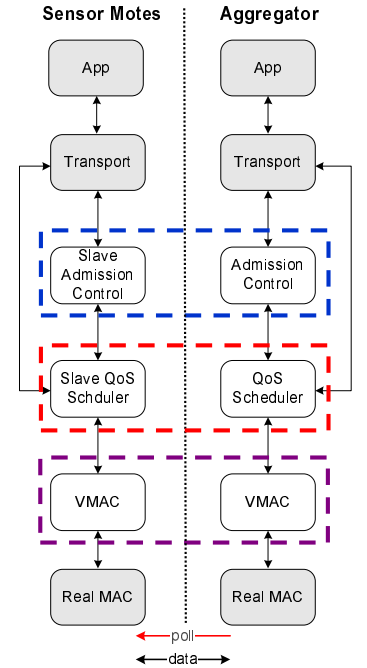 Sensor Motes
Aggregator
App
App
Transport
Transport
Slave
Admission
Control
Admission
Control
Slave QoS
Schduler
QoS
Scheduler
VMAC
VMAC
Real MAC
Real MAC
poll
data